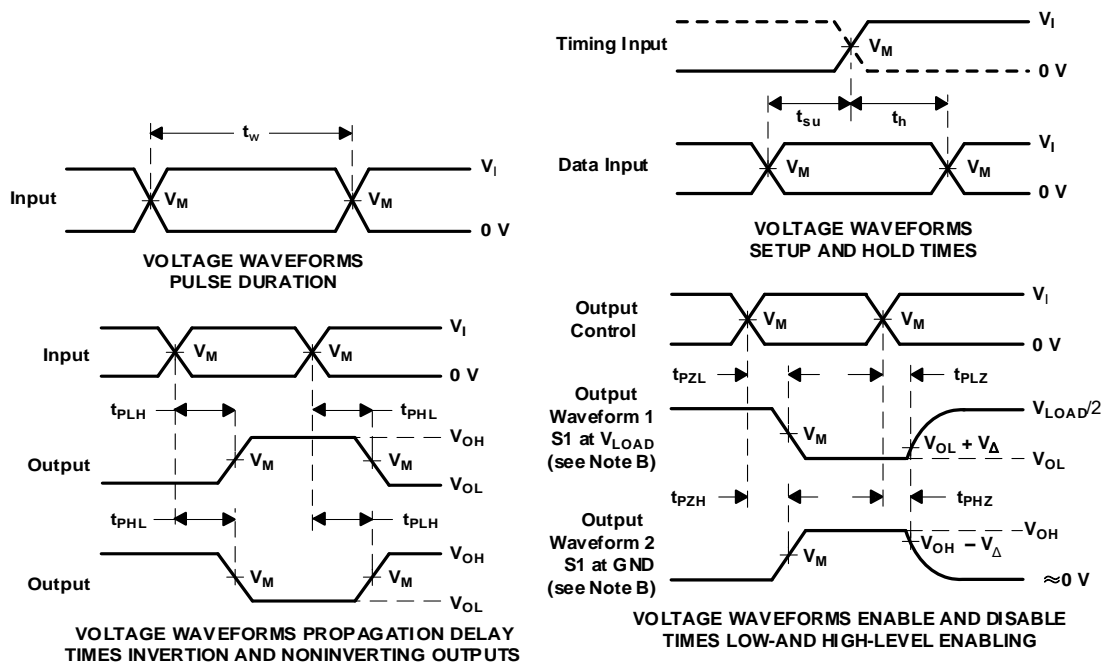 t_w
V_I
Input
V_M
V_M
0 V
VOLTAGE WAVEFORMS
PULSE DURATION
Timing Input
V_I
V_M
0 V
t_su
t_h
Data Input
V_I
V_M
V_M
0 V
VOLTAGE WAVEFORMS
SETUP AND HOLD TIMES
Input
V_I
V_M
V_M
0 V
t_PLH
t_PHL
Output
V_OH
V_M
V_M
V_OL
t_PHL
t_PLH
Output
V_OH
V_M
V_M
V_OL
VOLTAGE WAVEFORMS PROPAGATION DELAY
TIMES INVERTION AND NONINVERTING OUTPUTS
Output
Control
V_I
V_M
V_M
0 V
t_PZL
t_PLZ
Output
Waveform 1
S1 at V_LOAD
(see Note B)
V_LOAD/2
V_M
V_OL + V_Δ
V_OL
t_PZH
t_PHZ
Output
Waveform 2
S1 at GND
(see Note B)
V_OH
V_M
V_OH − V_Δ
≈0 V
VOLTAGE WAVEFORMS ENABLE AND DISABLE
TIMES LOW-AND HIGH-LEVEL ENABLING